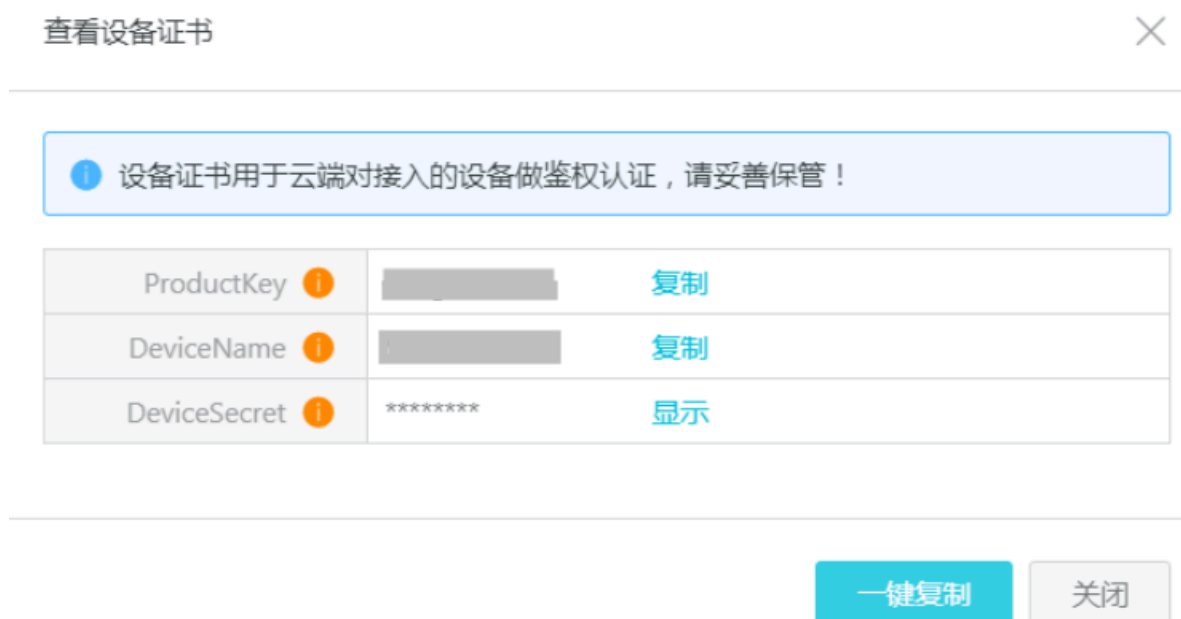 查看设备证书
设备证书用于云端对接入的设备做鉴权认证，请妥善保管！
ProductKey 复制
DeviceName 复制
DeviceSecret ******** 显示
一键复制 关闭